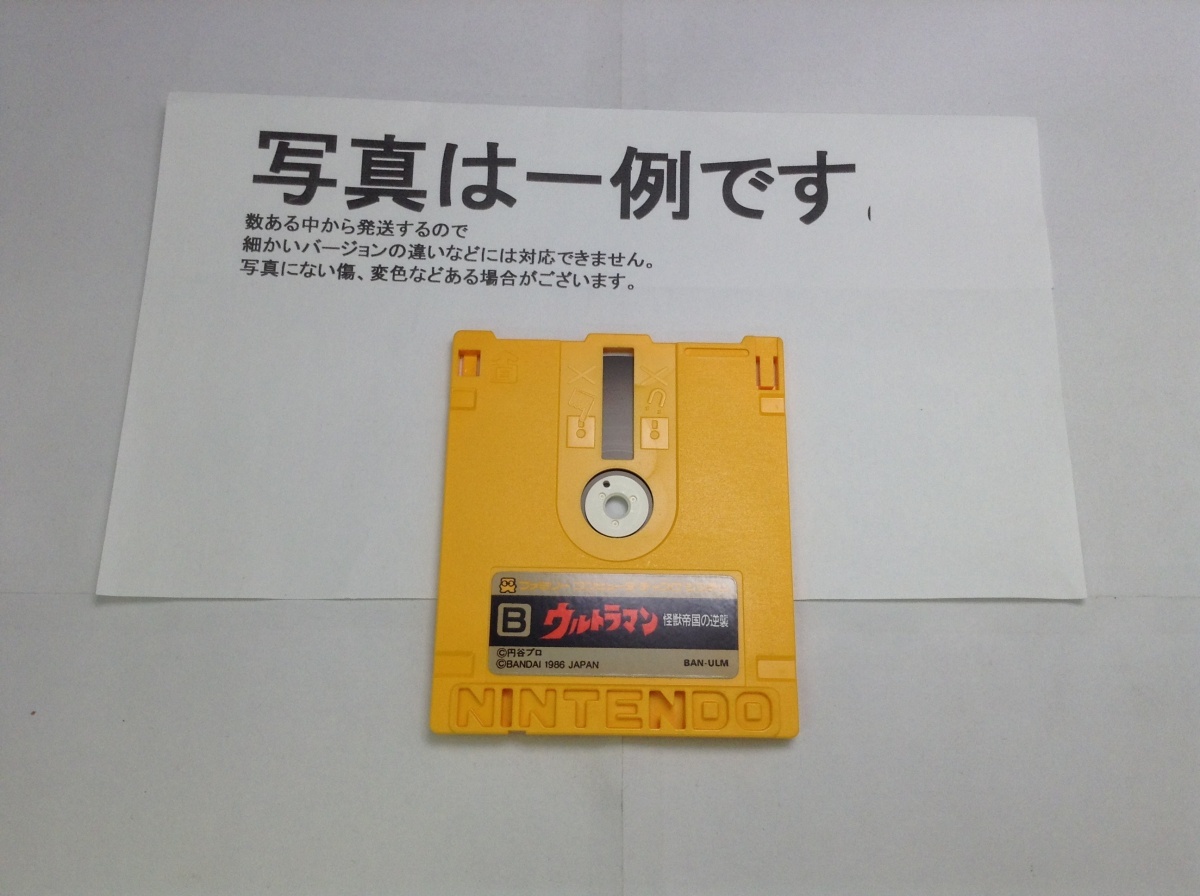 写真は一例です。
数ある中から発送するので
細かいバージョンの違いなどには対応できません。
写真にない傷、変色などある場合がございます。
B ウルトラマン 怪獣帝国の逆襲
©円谷プロ
©BANDAI 1986 JAPAN BAN-ULM
NINTENDO